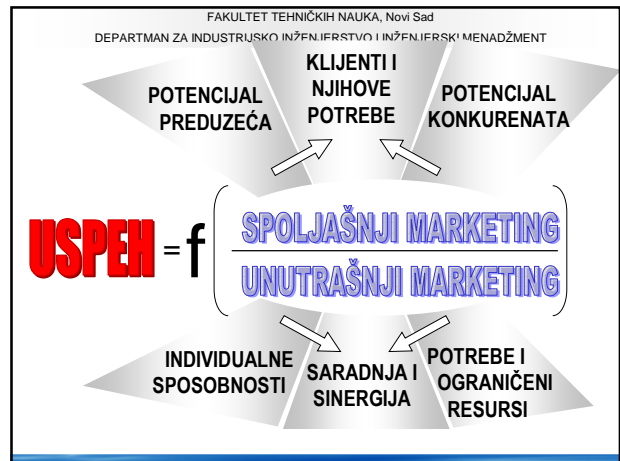 FAKULTET TEHNIČKIH NAUKA, Novi Sad
DEPARTMAN ZA INDUSTRIJSKO INŽENJERSTVO I INŽENJERSKI MENADŽMENT
POTENCIJAL
PREDUZEĆA
KLIJENTI I
NJIHOVE
POTREBE
POTENCIJAL
KONKURENATA
USPEH = f
SPOLJAŠNJI MARKETING
UNUTRAŠNJI MARKETING
INDIVIDUALNE
SPOSOBNOSTI
SARADNJA I
SINERGIJA
POTREBE I
OGRANIČENI
RESURSI